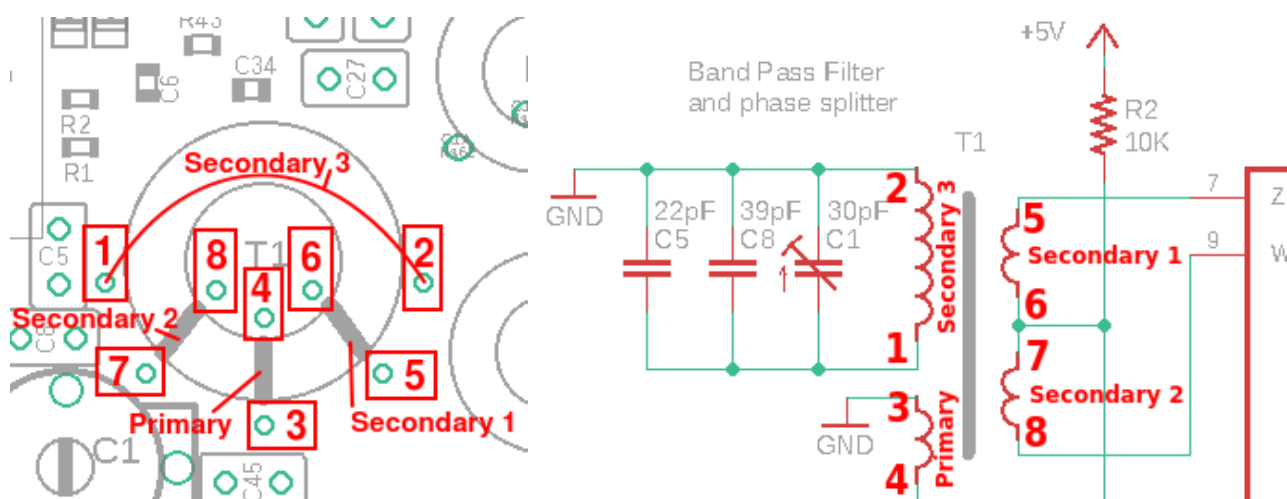 R43
C6
C34
C27
R2
R1
Secondary 3
1
8
T1
6
2
4
C5
Secondary 2
C8
7
5
Primary
3
Secondary 1
C1
C45
+5V
Band Pass Filter
and phase splitter
T1
R2
10K
GND
22pF
C5
39pF
C8
30pF
C1
1
2
Secondary 3
1
5
Secondary 1
6
7
Secondary 2
8
7
Z
9
W
3
GND
Primary
4